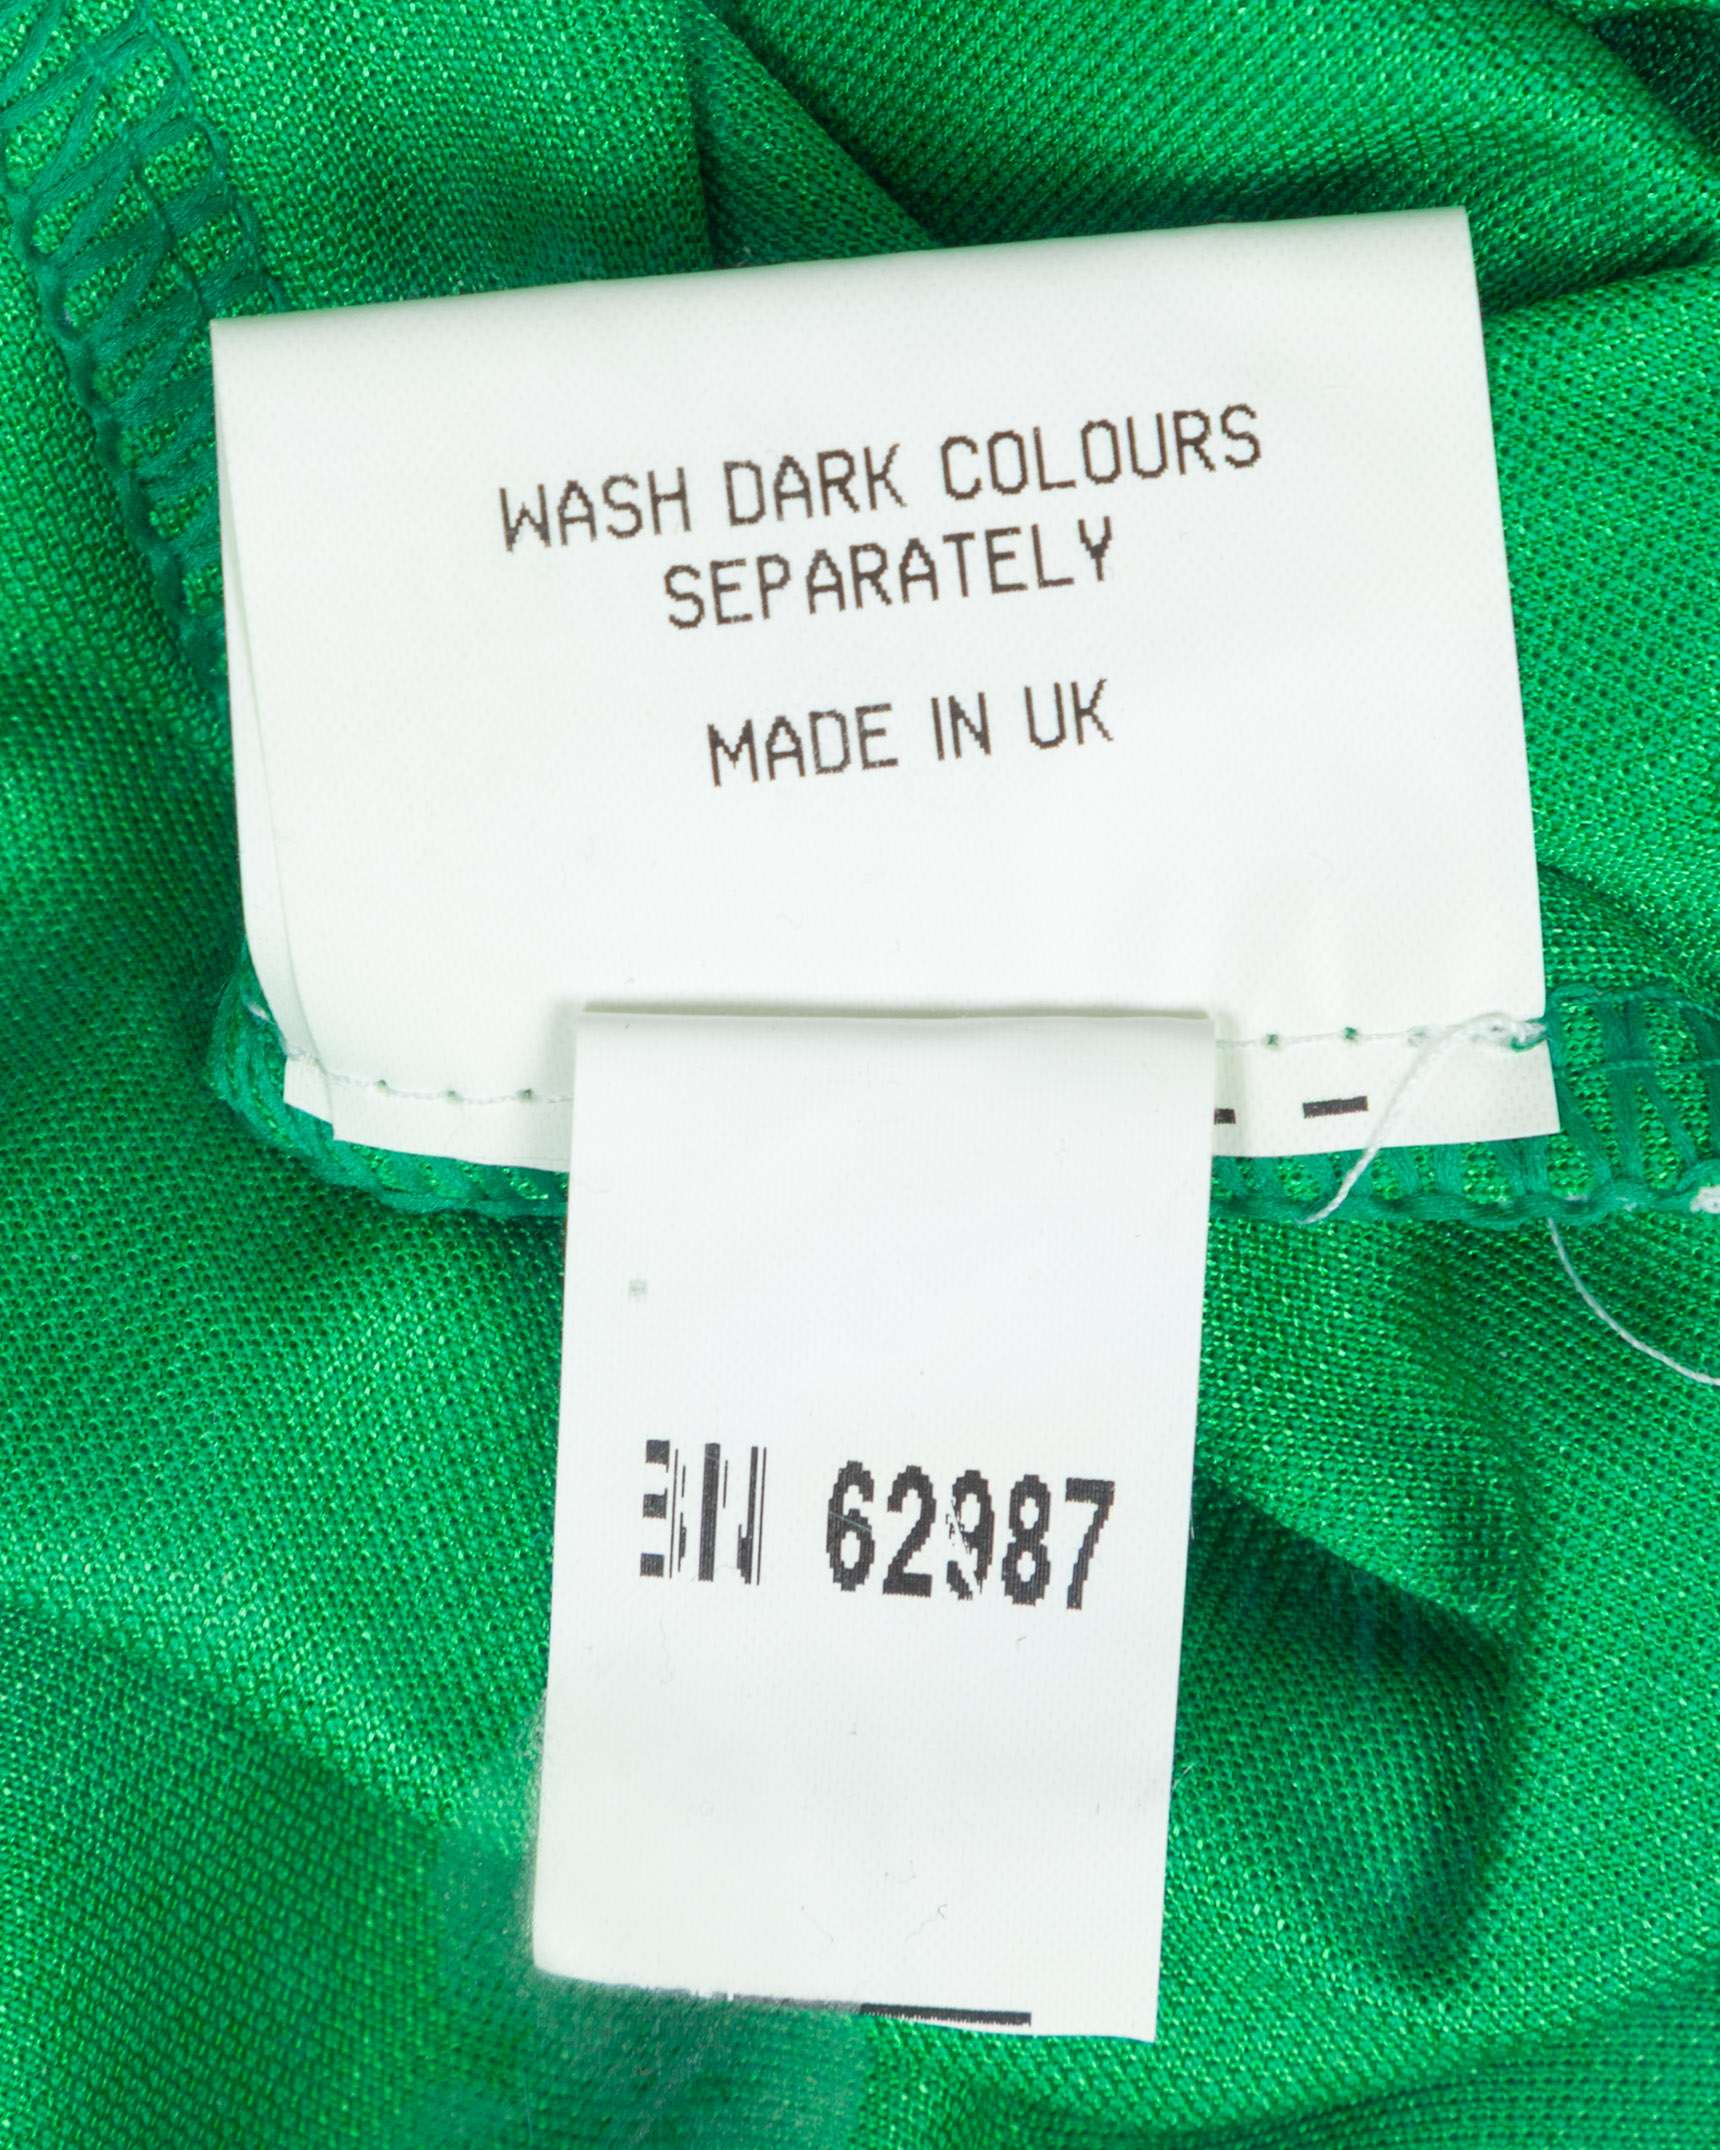 WASH DARK COLOURS
SEPARATELY
MADE IN UK
62987